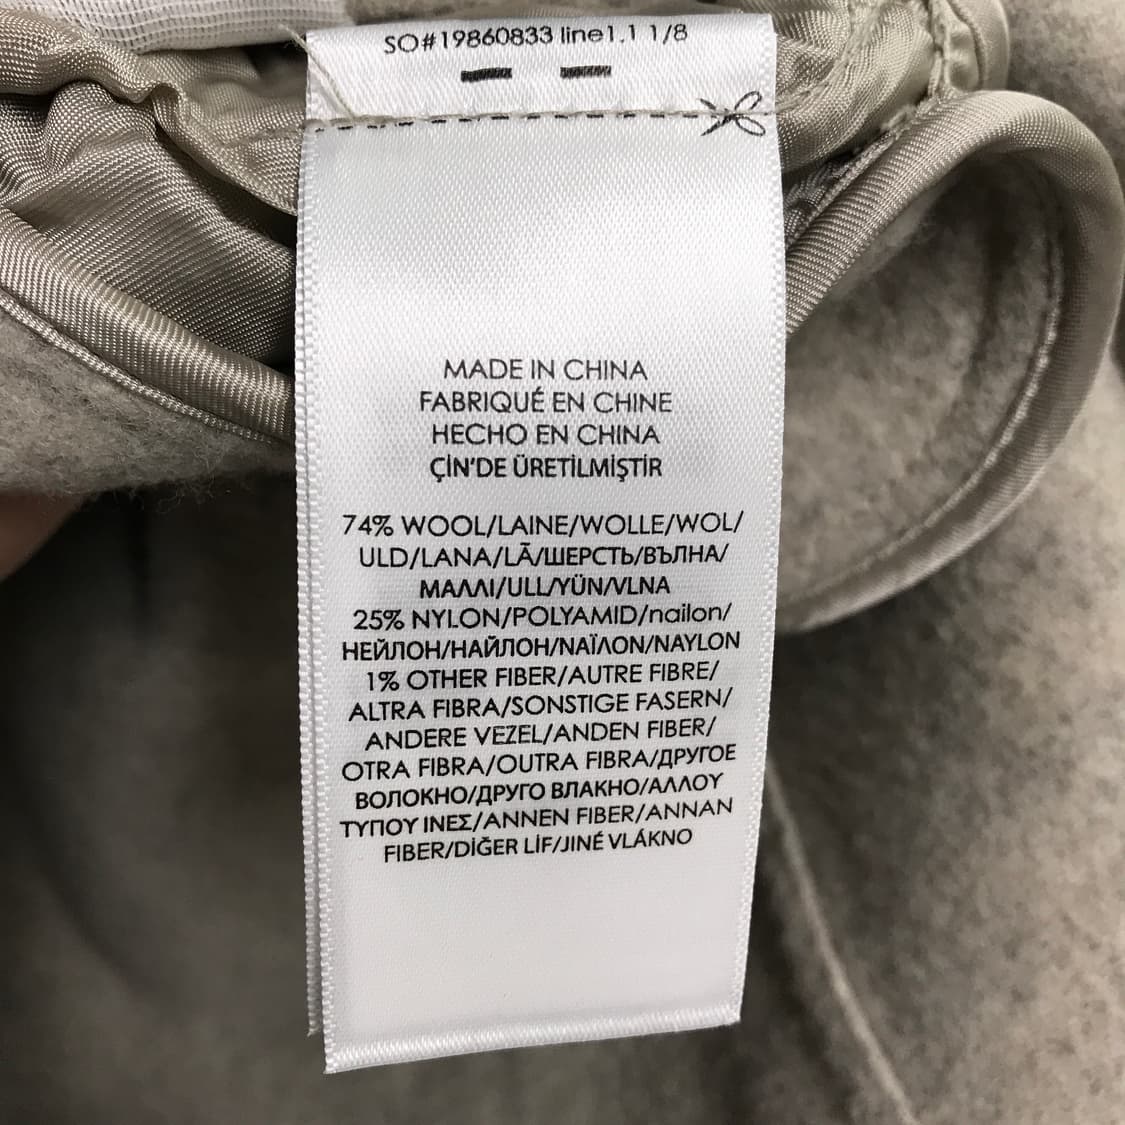 SO#19860833 line1.1 1/8
MADE IN CHINA
FABRIQUÉ EN CHINE
HECHO EN CHINA
ÇİN'DE ÜRETİLMİŞTİR
74% WOOL/LAINE/WOLLE/WOL/
ULD/LANA/LÃ/ШЕРСТЬ/ВЪЛНА/
ΜΑΛΛΙ/ULL/YÜN/VLNA
25% NYLON/POLYAMID/nailon/
НЕЙЛОН/НАЙЛОН/ΝΑΪΛΟΝ/NAYLON
1% OTHER FIBER/AUTRE FIBRE/
ALTRA FIBRA/SONSTIGE FASERN/
ANDERE VEZEL/ANDEN FIBER/
OTRA FIBRA/OUTRA FIBRA/ДРУГОЕ
ВОЛОКНО/ДРУГО ВЛАКНО/ΑΛΛΟΥ
ΤΥΠΟΥ ΙΝΕΣ/ANNEN FIBER/ANNAN
FIBER/DİĞER LİF/JINÉ VLÁKNO